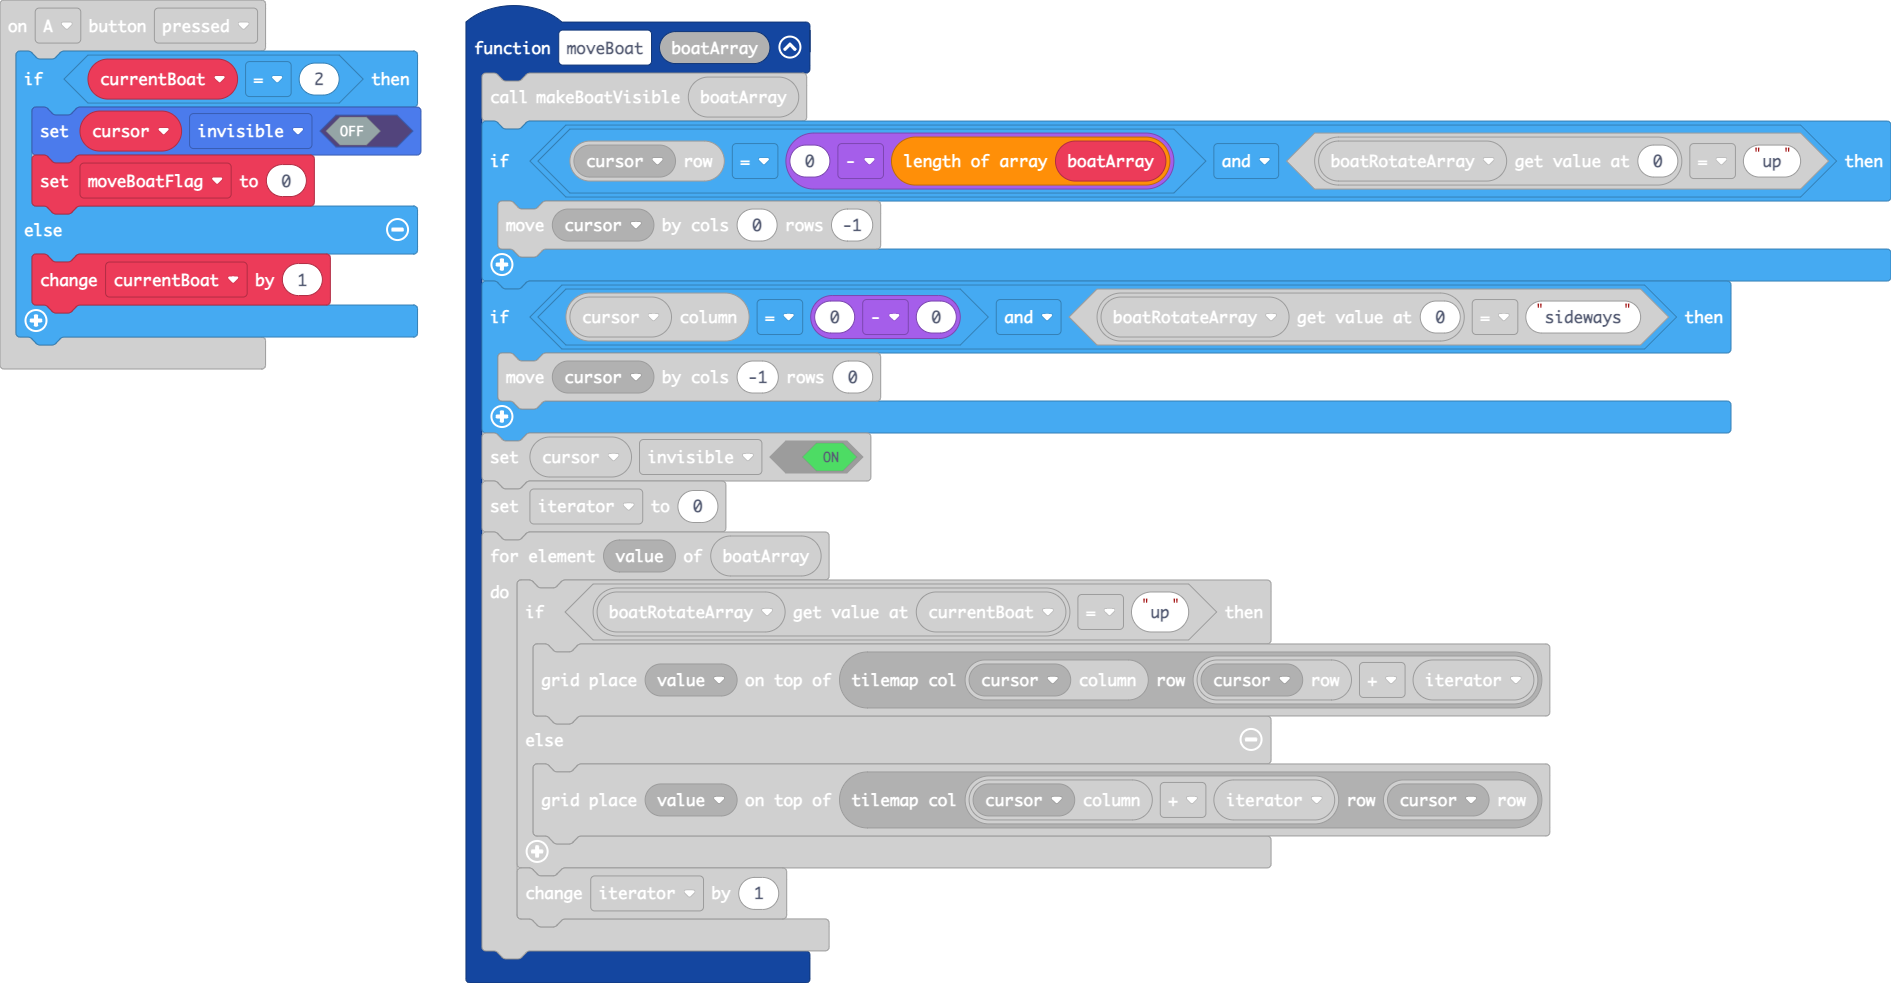 on A button pressed
if currentBoat = 2 then
set cursor invisible OFF
set moveBoatFlag to 0
else
change currentBoat by 1
function moveBoat boatArray
call makeBoatVisible boatArray
if cursor row = 0 - length of array boatArray and boatRotateArray get value at 0 = "up" then
move cursor by cols 0 rows -1
if cursor column = 0 - 0 and boatRotateArray get value at 0 = "sideways" then
move cursor by cols -1 rows 0
set cursor invisible ON
set iterator to 0
for element value of boatArray
do
if boatRotateArray get value at currentBoat = "up" then
grid place value on top of tilemap col cursor column row cursor row + iterator
else
grid place value on top of tilemap col cursor column + iterator row cursor row
change iterator by 1